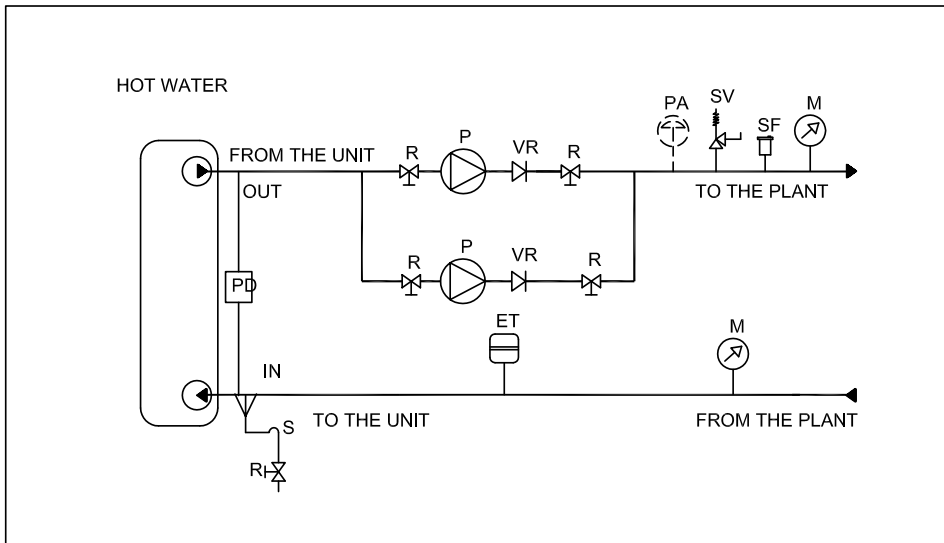 HOT WATER
PA SV SF M
FROM THE UNIT R P VR R
OUT TO THE PLANT
R P VR R
PD
ET M
IN
TO THE UNIT FROM THE PLANT
S
R